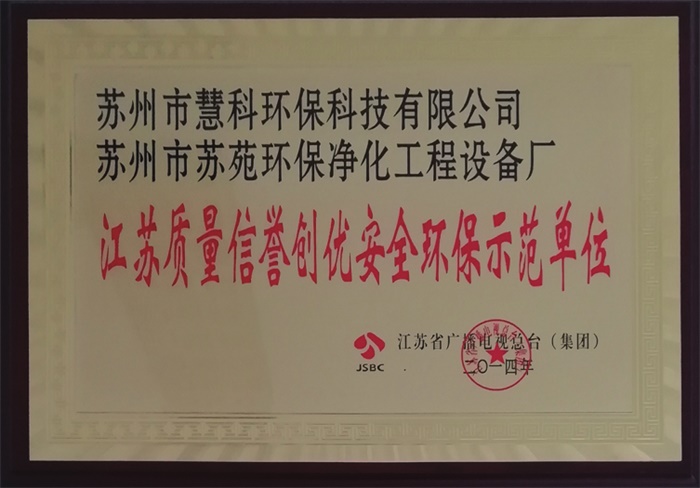 苏州市慧科环保科技有限公司
苏州市苏苑环保净化工程设备厂
江苏质量信誉创优安全环保示范单位
JSBC
江苏省广播电视总台（集团）
二〇一四年